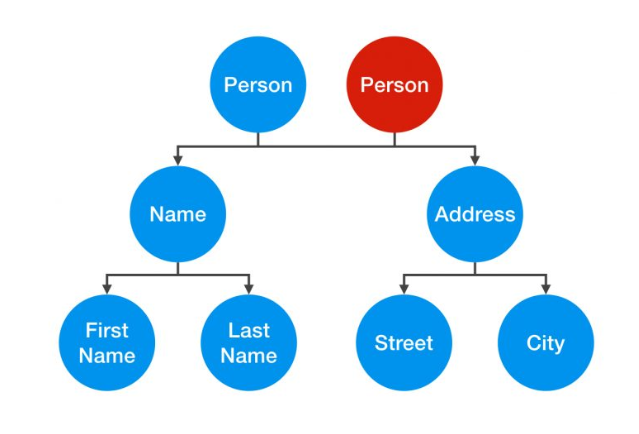 Person
Person
Name
Address
First
Name
Last
Name
Street
City